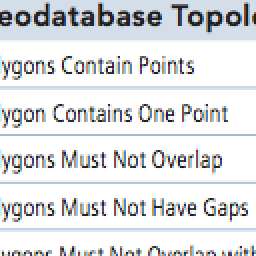 eodatabase Topolo
ygons Contain Points
ygon Contains One Point
ygons Must Not Overlap
ygons Must Not Have Gaps
ygons Must Not Overlap with